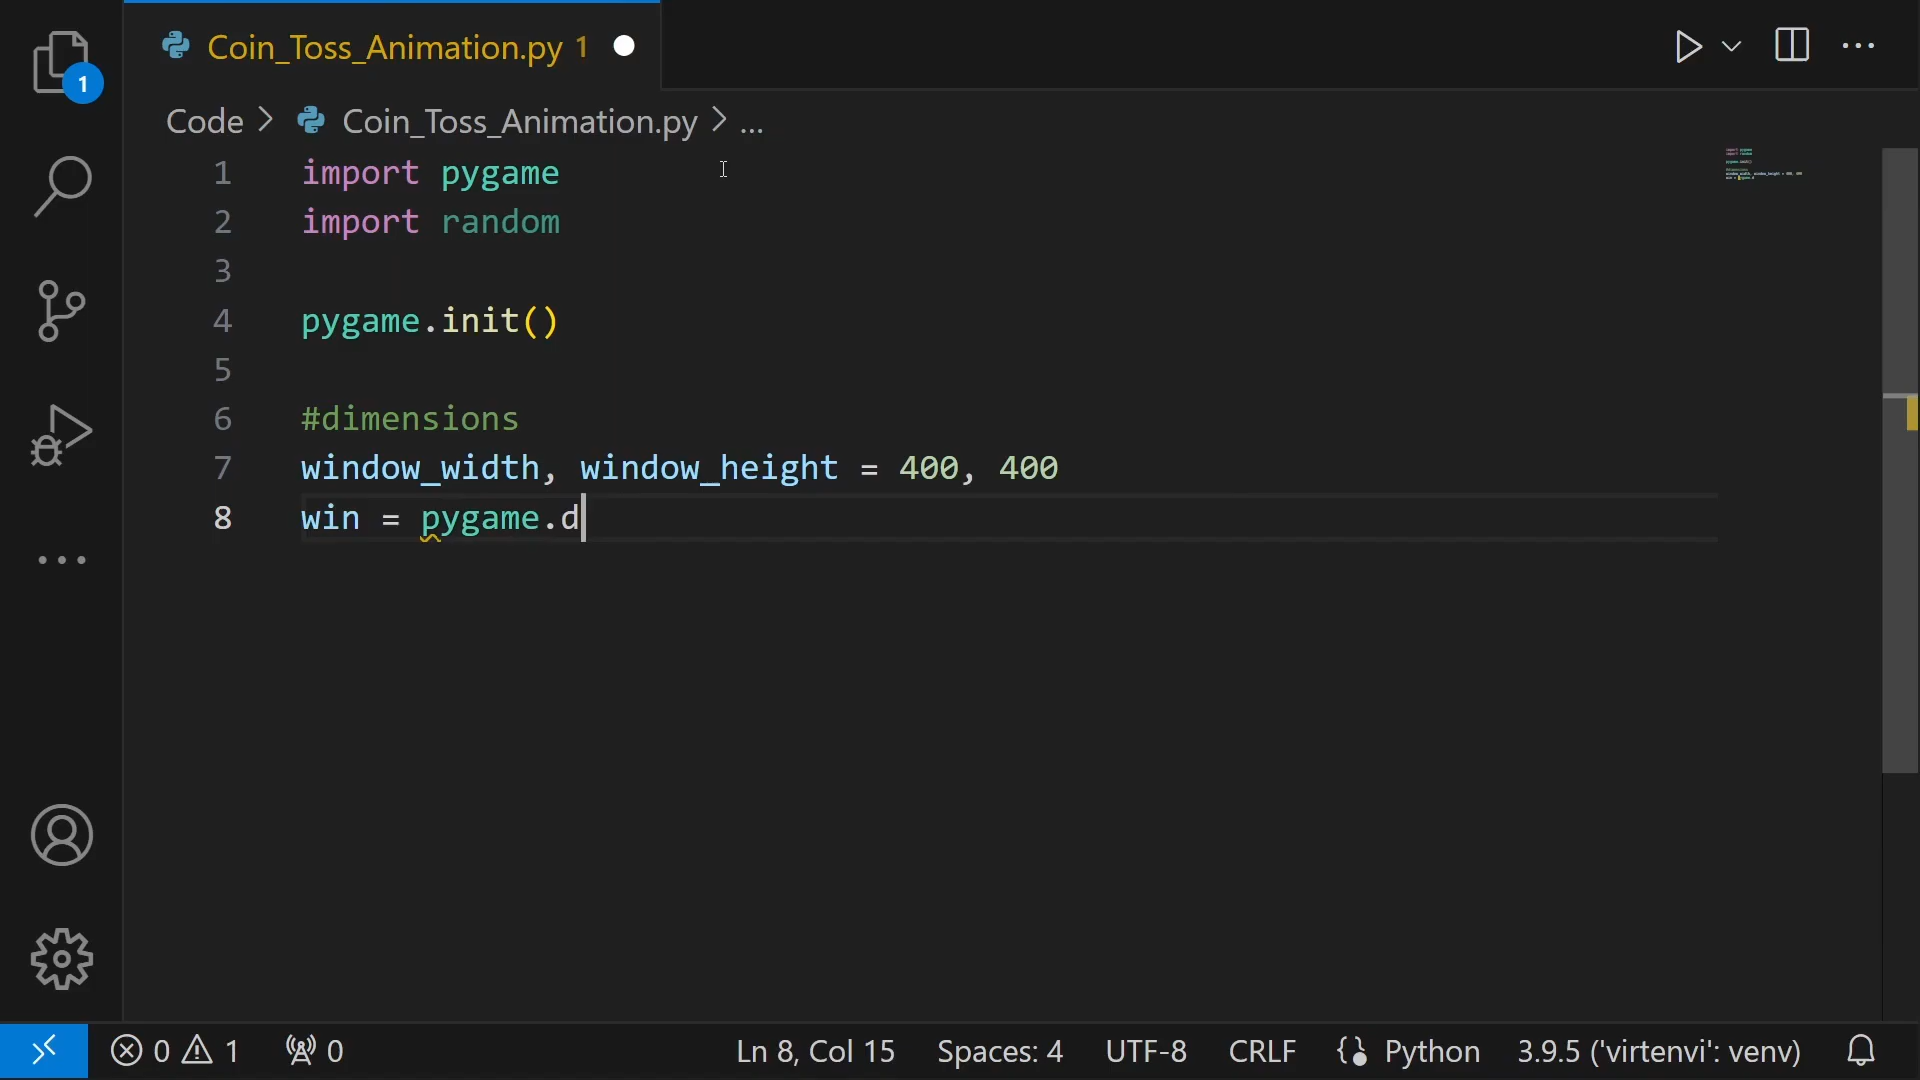 Coin_Toss_Animation.py 1
1
Code > Coin_Toss_Animation.py > ...
1 import pygame
2 import random
3
4 pygame.init()
5
6 #dimensions
7 window_width, window_height = 400, 400
8 win = pygame.d
0 1 0 Ln 8, Col 15 Spaces: 4 UTF-8 CRLF Python 3.9.5 ('virtenvi': venv)